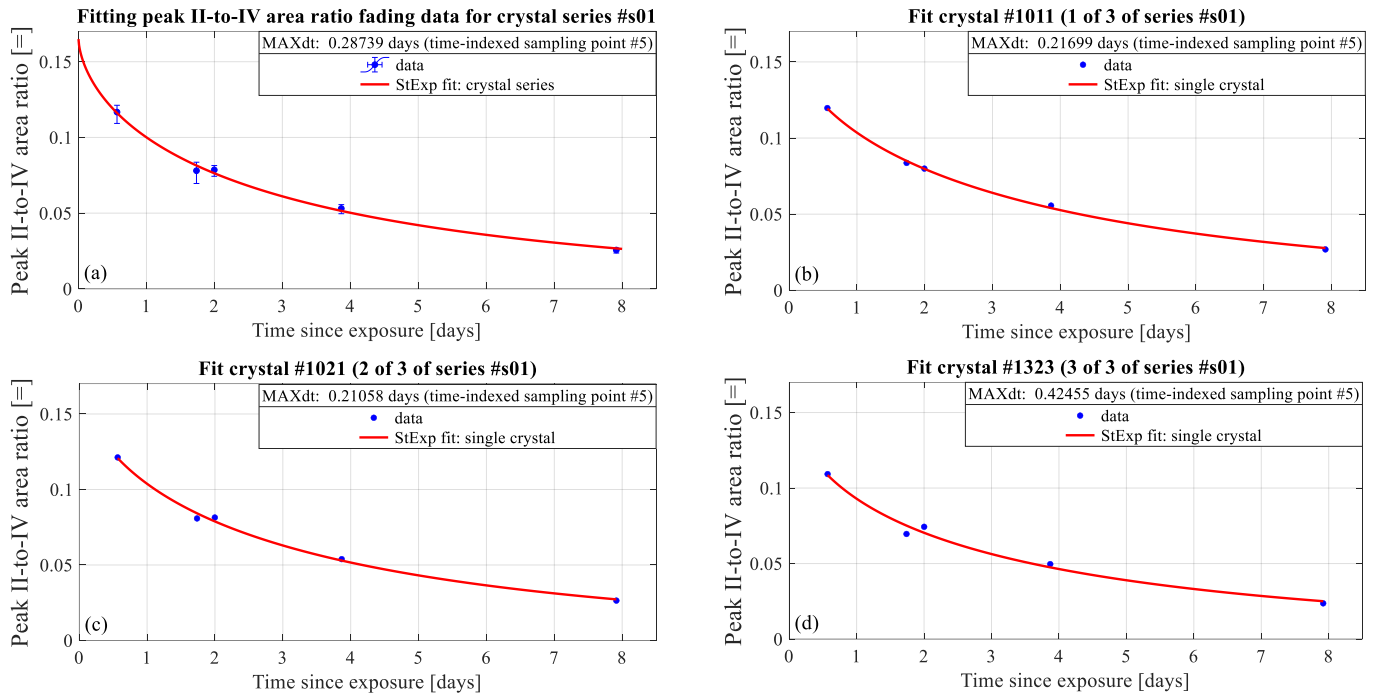 Fitting peak II-to-IV area ratio fading data for crystal series #s01
MAXdt: 0.28739 days (time-indexed sampling point #5)
data
StExp fit: crystal series
Peak II-to-IV area ratio [=]
0.15
0.1
0.05
0
(a)
0 1 2 3 4 5 6 7 8
Time since exposure [days]
Fit crystal #1011 (1 of 3 of series #s01)
MAXdt: 0.21699 days (time-indexed sampling point #5)
data
StExp fit: single crystal
Peak II-to-IV area ratio [=]
0.15
0.1
0.05
0
(b)
0 1 2 3 4 5 6 7 8
Time since exposure [days]
Fit crystal #1021 (2 of 3 of series #s01)
MAXdt: 0.21058 days (time-indexed sampling point #5)
data
StExp fit: single crystal
Peak II-to-IV area ratio [=]
0.15
0.1
0.05
0
(c)
0 1 2 3 4 5 6 7 8
Time since exposure [days]
Fit crystal #1323 (3 of 3 of series #s01)
MAXdt: 0.42455 days (time-indexed sampling point #5)
data
StExp fit: single crystal
Peak II-to-IV area ratio [=]
0.15
0.1
0.05
0
(d)
0 1 2 3 4 5 6 7 8
Time since exposure [days]